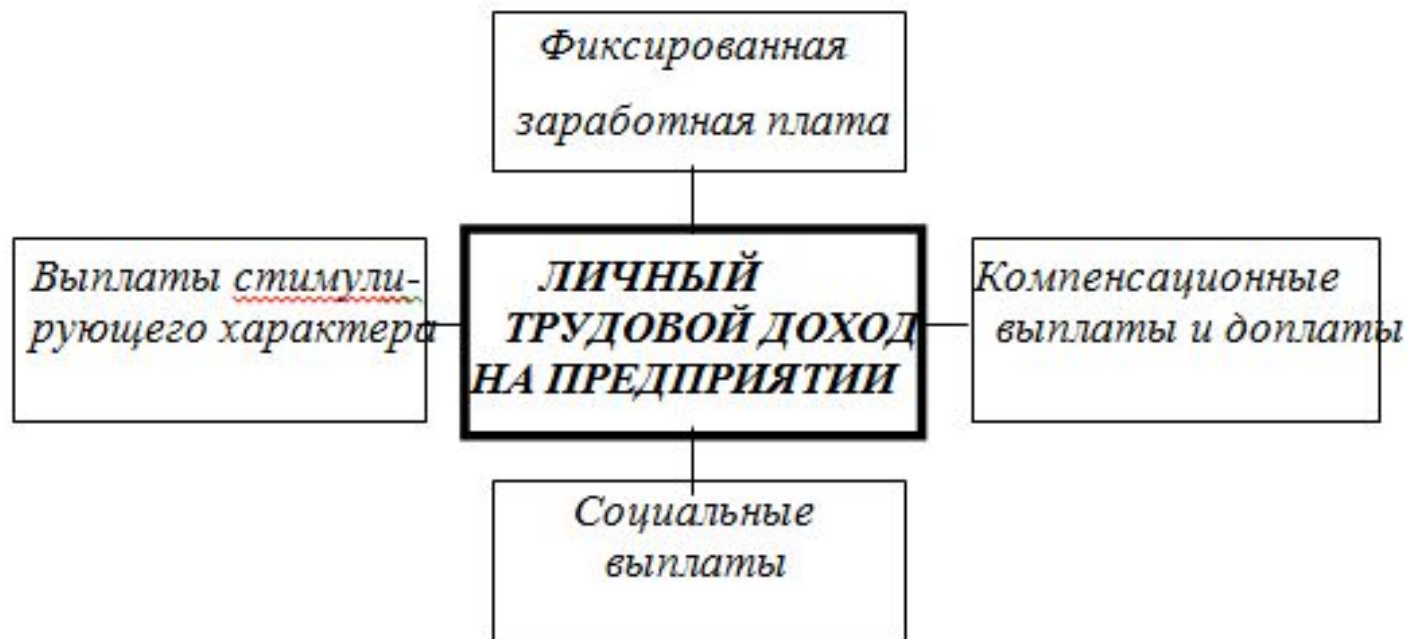 Фиксированная
заработная плата
Выплаты стимули-
рующего характера
ЛИЧНЫЙ
ТРУДОВОЙ ДОХОД
НА ПРЕДПРИЯТИИ
Компенсационные
выплаты и доплаты
Социальные
выплаты